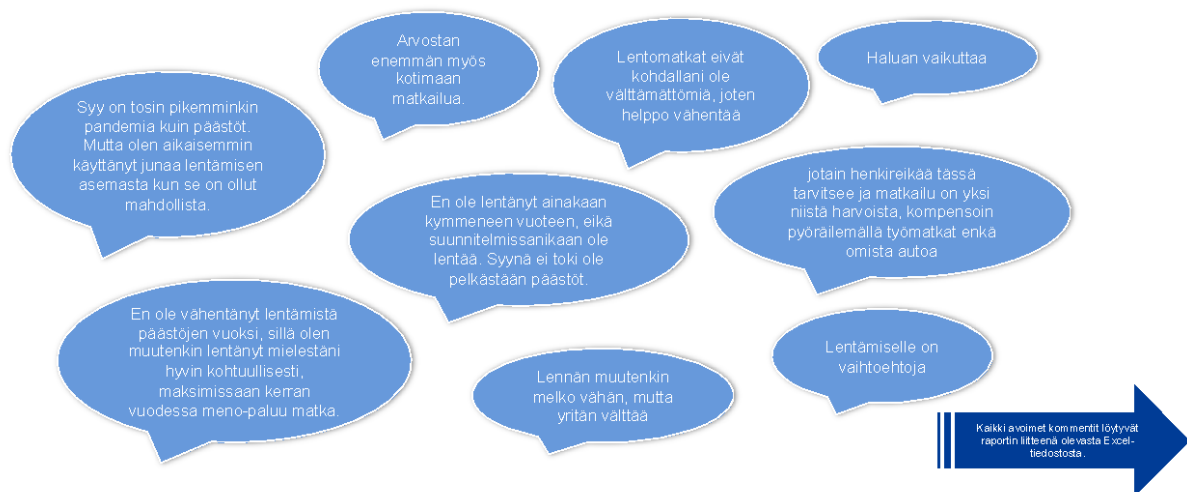 Arvostan
enemmän myös
kotimaan
matkailua.
Lentomatkat eivät
kohdallani ole
välttämättömiä, joten
helppo vähentää
Haluan vaikuttaa
Syy on tosin pikemminkin
pandemia kuin päästöt.
Mutta olen aikaisemmin
käyttänyt junaa lentämisen
asemasta kun se on ollut
mahdollista.
En ole lentänyt ainakaan
kymmeneen vuoteen, eikä
suunnitelmissanikaan ole
lentää. Syynä ei toki ole
pelkästään päästöt.
jotain henkireikää tässä
tarvitsee ja matkailu on yksi
niistä harvoista, kompensoin
pyöräilemällä työmatkat enkä
omista autoa
En ole vähentänyt lentämistä
päästöjen vuoksi, sillä olen
muutenkin lentänyt mielestäni
hyvin kohtuullisesti,
maksimissaan kerran
vuodessa meno-paluu matka.
Lennän muutenkin
melko vähän, mutta
yritän välttää
Lentämiselle on
vaihtoehtoja
Kaikki avoimet kommentit löytyvät
raportin liitteenä olevasta Excel-
tiedostosta.